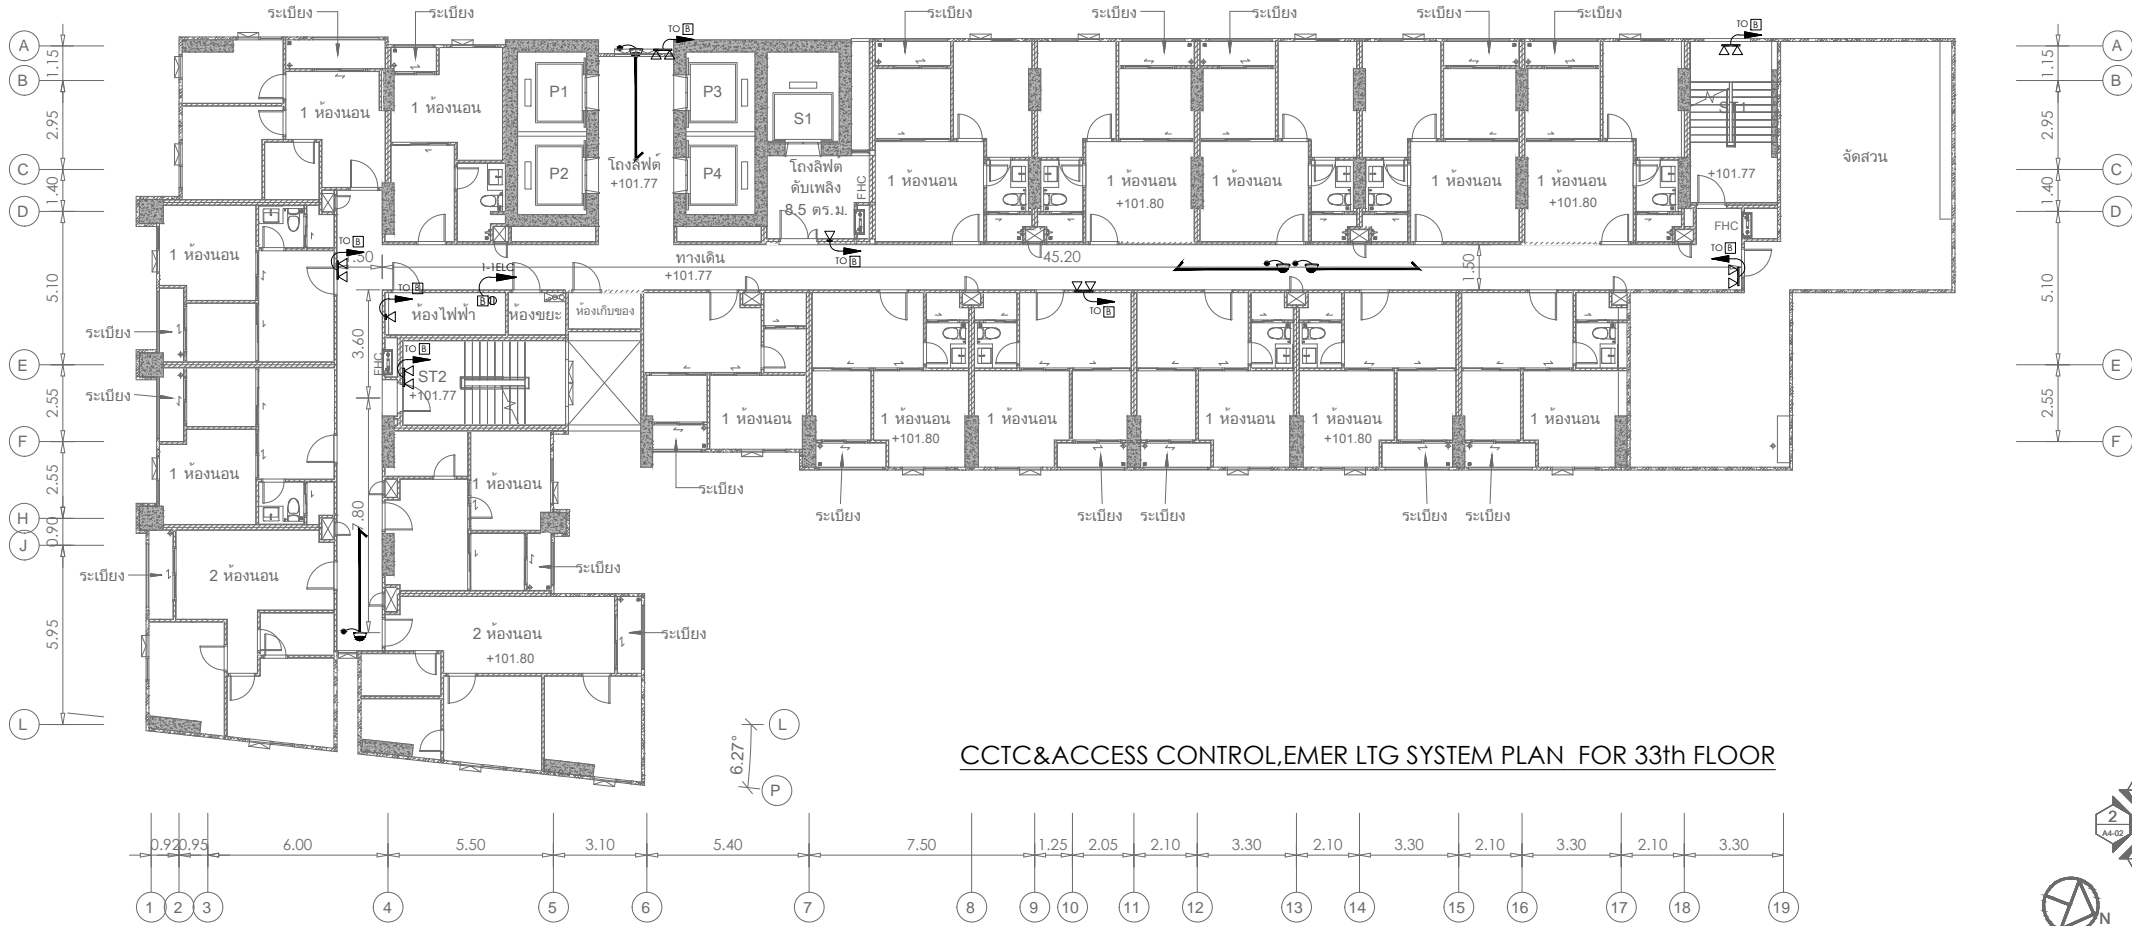 ระเบียง
ระเบียง
TO B
ระเบียง
ระเบียง
ระเบียง
ระเบียง
ระเบียง
TO B
A
A
1.15
1.15
B
B
2.95
2.95
C
C
1.40
1.40
D
D
5.10
5.10
E
E
2.55
2.55
F
F
2.55
H
0.90
J
5.95
L
1 ห้องนอน
1 ห้องนอน
P1
P2
P3
P4
S1
โถงลิฟต์
+101.77
โถงลิฟต์
ดับเพลิง
8.5 ตร.ม.
FHC
1 ห้องนอน
1 ห้องนอน
+101.80
1 ห้องนอน
1 ห้องนอน
1 ห้องนอน
+101.80
ST1
+101.77
จัดสวน
FHC
1 ห้องนอน
TO B
.50
1-1ELC
B
TO B
ทางเดิน
+101.77
TO B
45.20
1.50
TO B
ห้องไฟฟ้า
ห้องขยะ
ห้องเก็บของ
TO B
ระเบียง
3.60
FHC
TO B
ST2
+101.77
ระเบียง
1 ห้องนอน
1 ห้องนอน
1 ห้องนอน
+101.80
1 ห้องนอน
1 ห้องนอน
1 ห้องนอน
+101.80
1 ห้องนอน
1 ห้องนอน
ระเบียง
ระเบียง
ระเบียง
ระเบียง
ระเบียง
ระเบียง
7.80
ระเบียง
2 ห้องนอน
ระเบียง
2 ห้องนอน
+101.80
ระเบียง
L
6.27°
P
CCTC&ACCESS CONTROL,EMER LTG SYSTEM PLAN FOR 33th FLOOR
2
A4-02
0.92 0.95 6.00 5.50 3.10 5.40 7.50 1.25 2.05 2.10 3.30 2.10 3.30 2.10 3.30 2.10 3.30
1 2 3 4 5 6 7 8 9 10 11 12 13 14 15 16 17 18 19
N